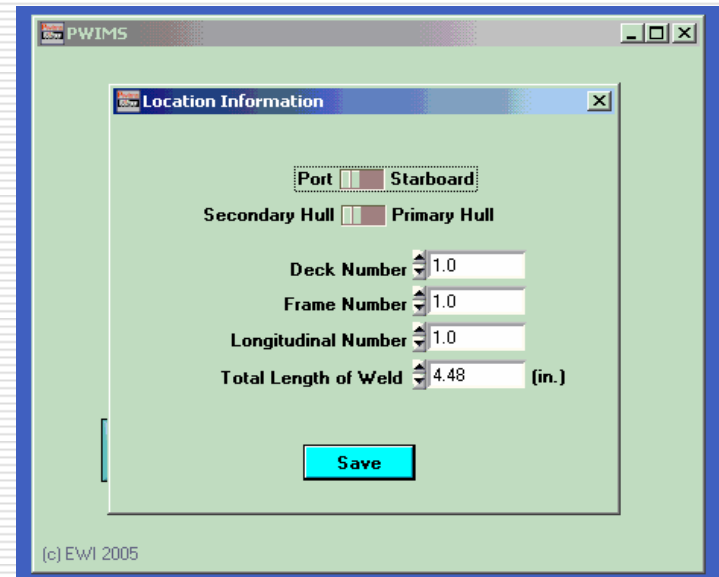 PWIMS
Location Information
Port Starboard
Secondary Hull Primary Hull
Deck Number 1.0
Frame Number 1.0
Longitudinal Number 1.0
Total Length of Weld 4.48 (in.)
Save
(c) EWI 2005